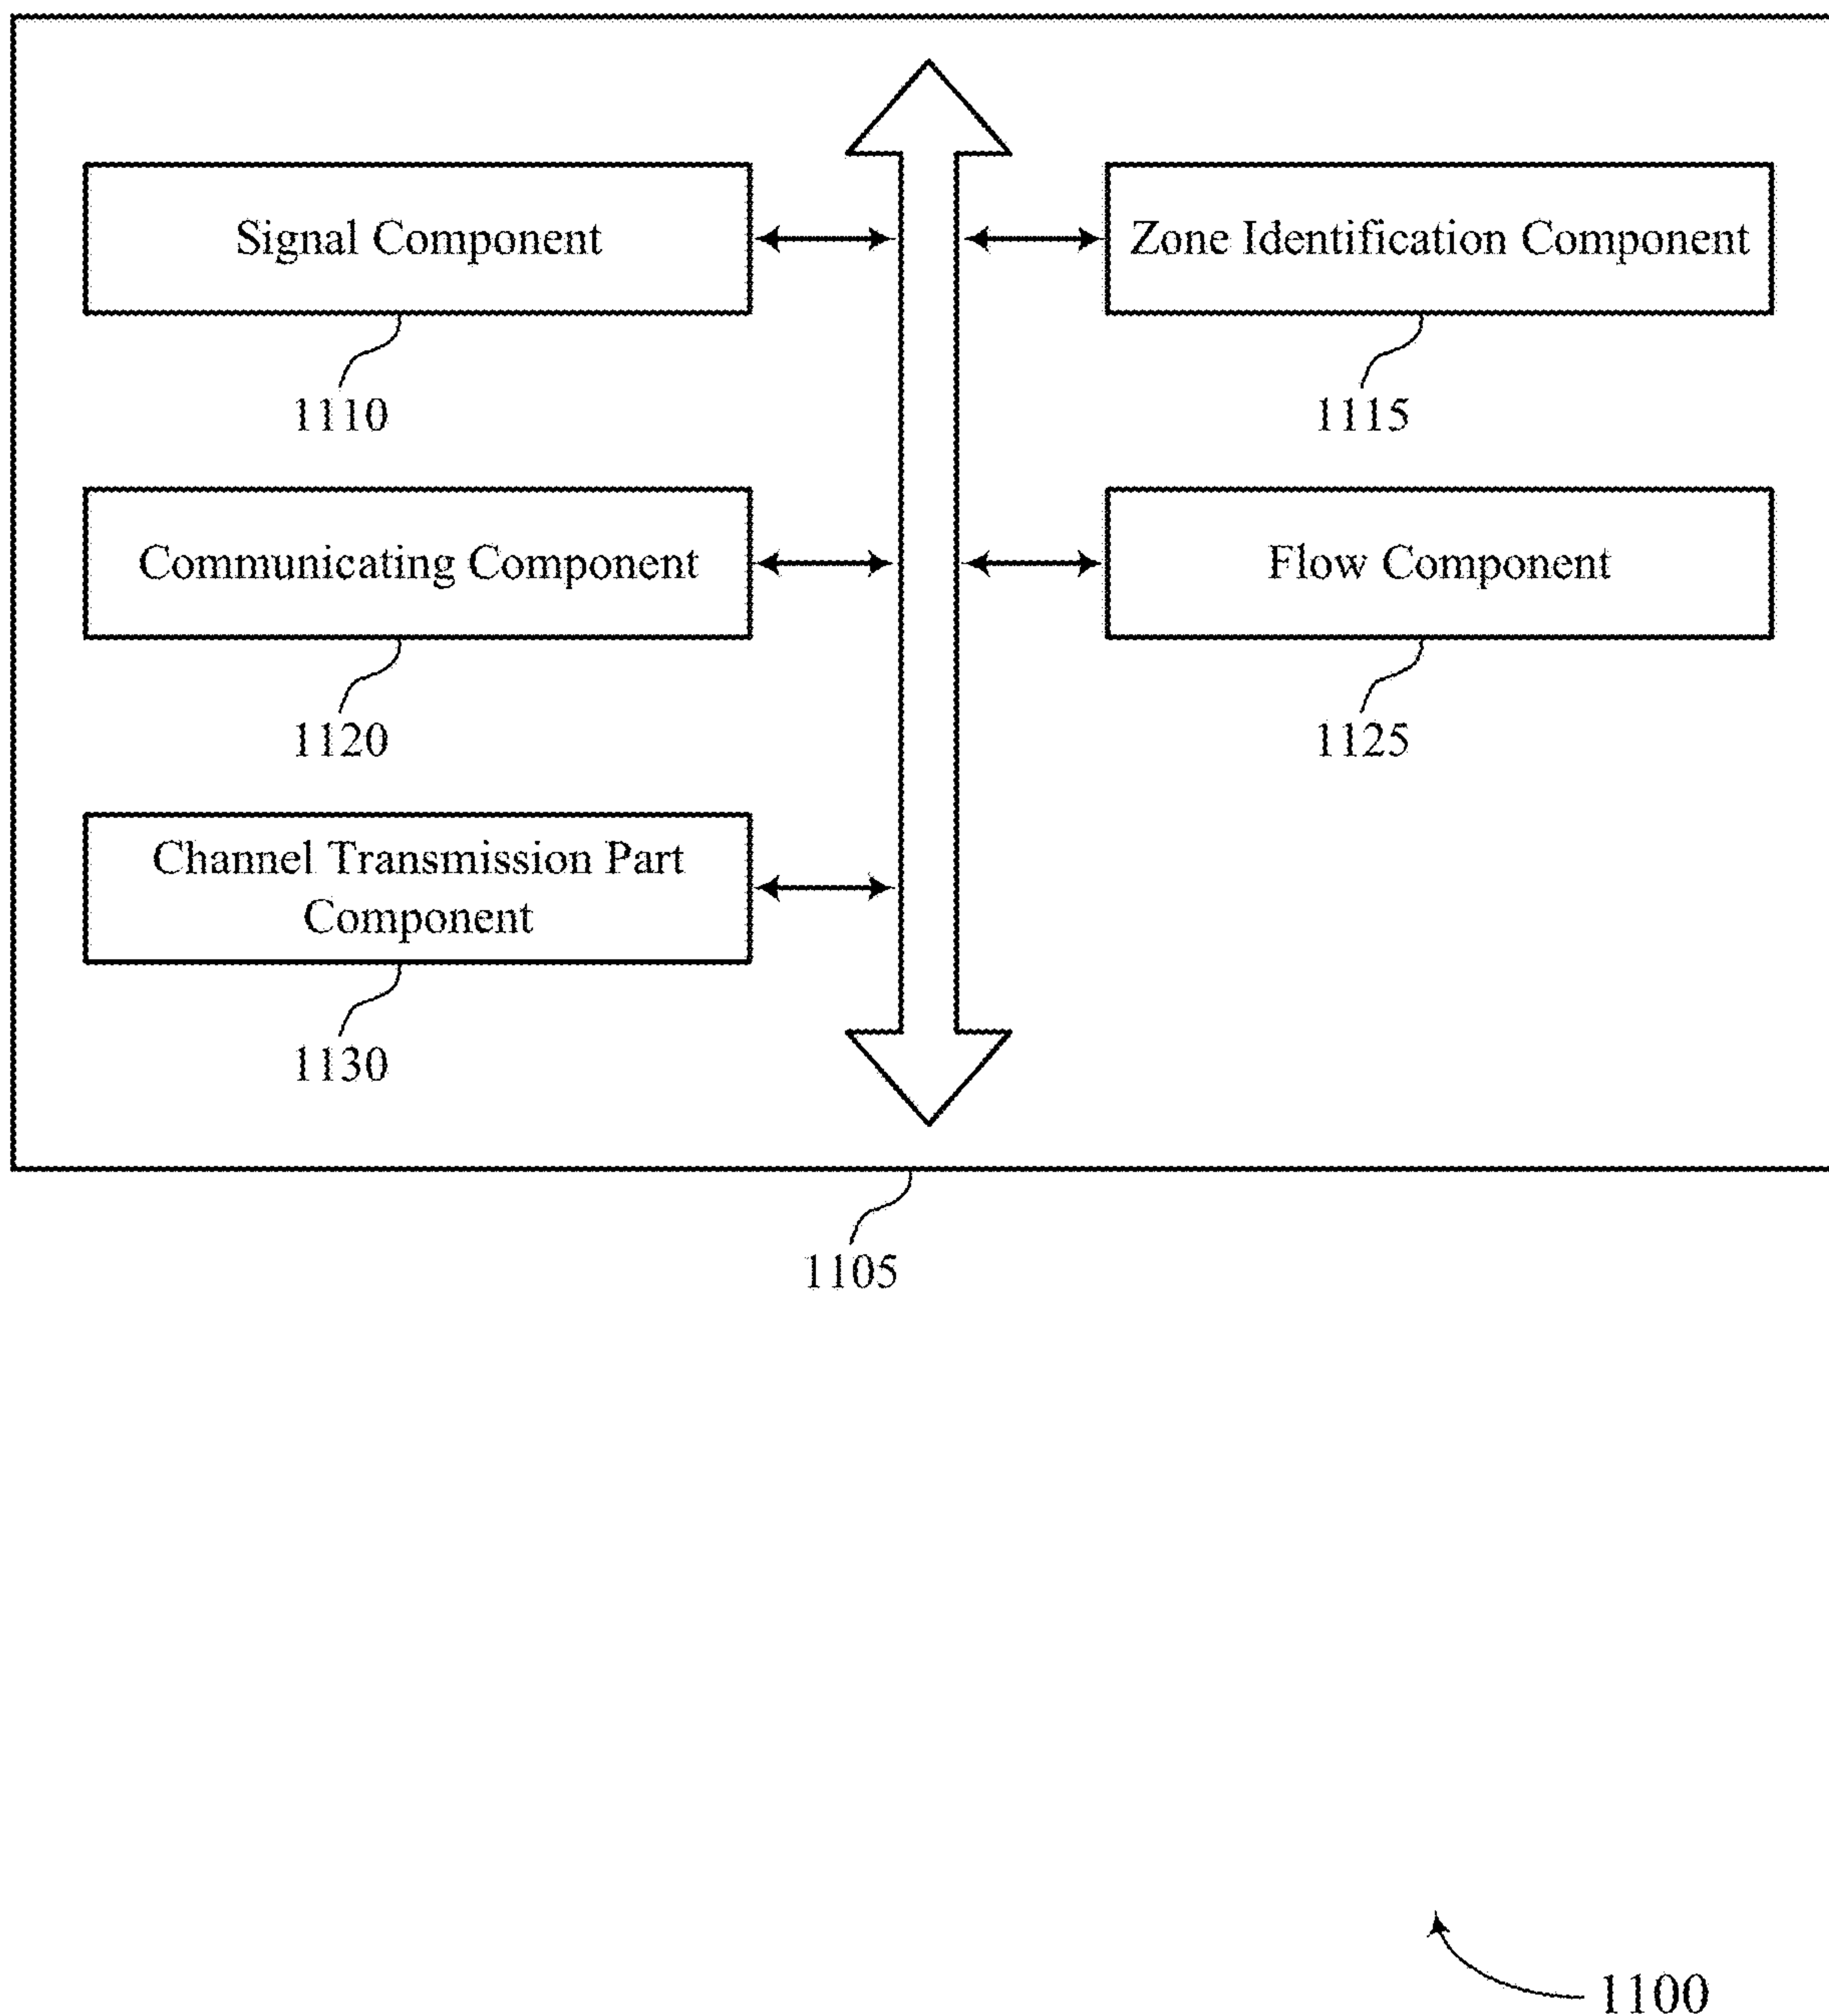 Signal Component
Zone Identification Component
1110
1115
Communicating Component
Flow Component
1120
1125
Channel Transmission Part
Component
1130
1105
1100